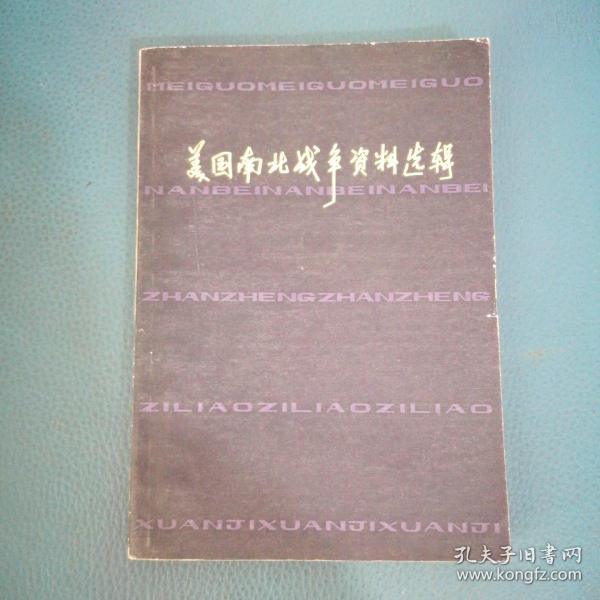 MEIGUOMEIGUOMEIGUO
美国南北战争资料选辑
NANBEINANBEINANBEI
ZHANZHENGZHANZHENG
ZILIAOZILIAOZILIAO
XUANJIXUANJIXUANJI
孔夫子旧書网
www.kongfz.com